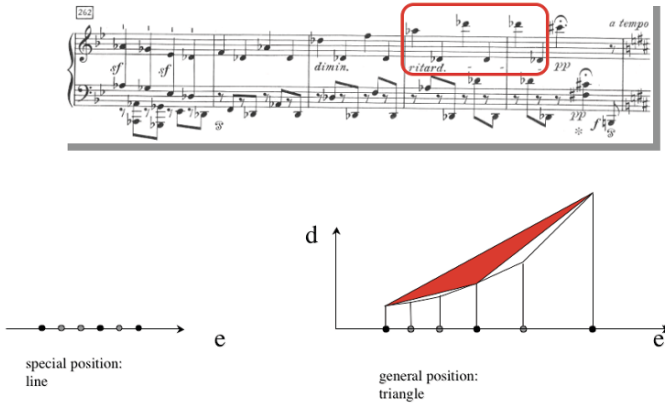 262
a tempo
sf
sf
dimin.
ritard.
pp
pp
f
d
e
e
special position:
line
general position:
triangle